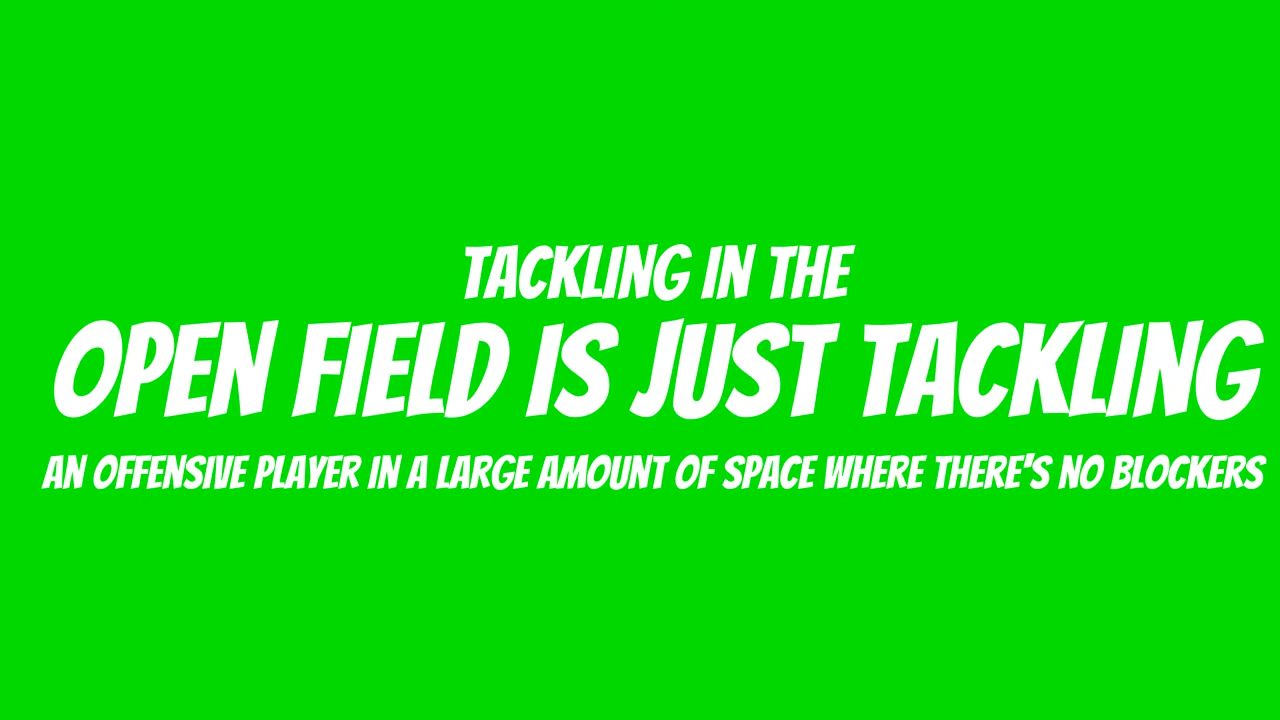 TACKLING IN THE
OPEN FIELD IS JUST TACKLING
AN OFFENSIVE PLAYER IN A LARGE AMOUNT OF SPACE WHERE THERE'S NO BLOCKERS